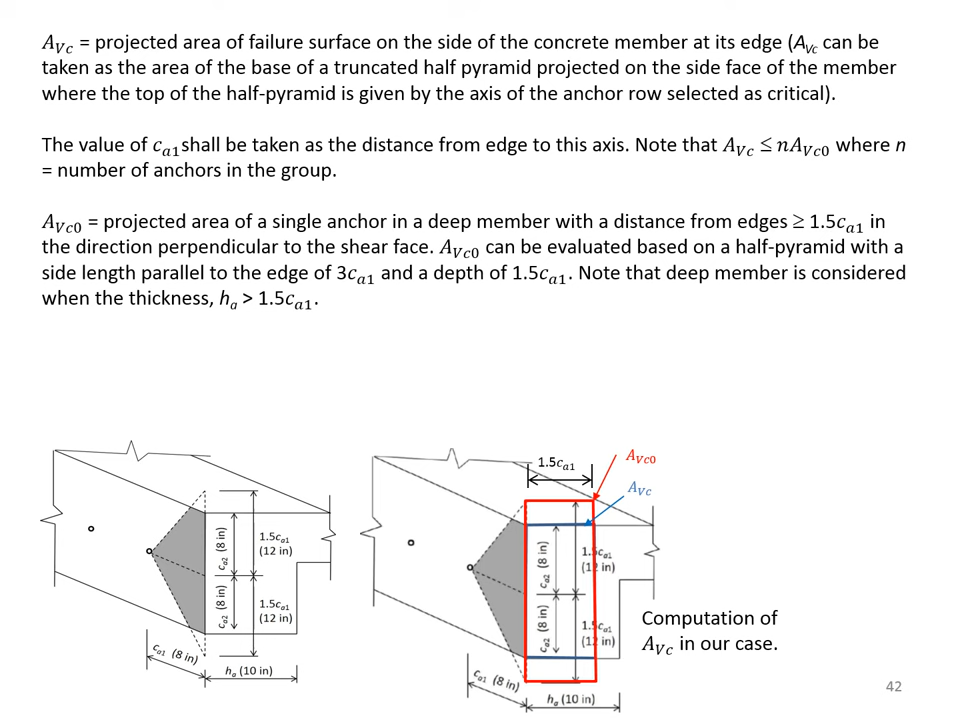 A_Vc = projected area of failure surface on the side of the concrete member at its edge (A_Vc can be
taken as the area of the base of a truncated half pyramid projected on the side face of the member
where the top of the half-pyramid is given by the axis of the anchor row selected as critical).
The value of c_a1 shall be taken as the distance from edge to this axis. Note that A_Vc ≤ nA_Vc0 where n
= number of anchors in the group.
A_Vc0 = projected area of a single anchor in a deep member with a distance from edges ≥ 1.5c_a1 in
the direction perpendicular to the shear face. A_Vc0 can be evaluated based on a half-pyramid with a
side length parallel to the edge of 3c_a1 and a depth of 1.5c_a1. Note that deep member is considered
when the thickness, h_a > 1.5c_a1.
c_a2 (8 in)
c_a2 (8 in)
1.5c_a1
(12 in)
1.5c_a1
(12 in)
c_a1 (8 in)
h_a (10 in)
1.5c_a1
A_Vc0
A_Vc
c_a2 (8 in)
c_a2 (8 in)
1.5c_a1
(12 in)
1.5c_a1
(12 in)
c_a1 (8 in)
h_a (10 in)
Computation of
A_Vc in our case.
42